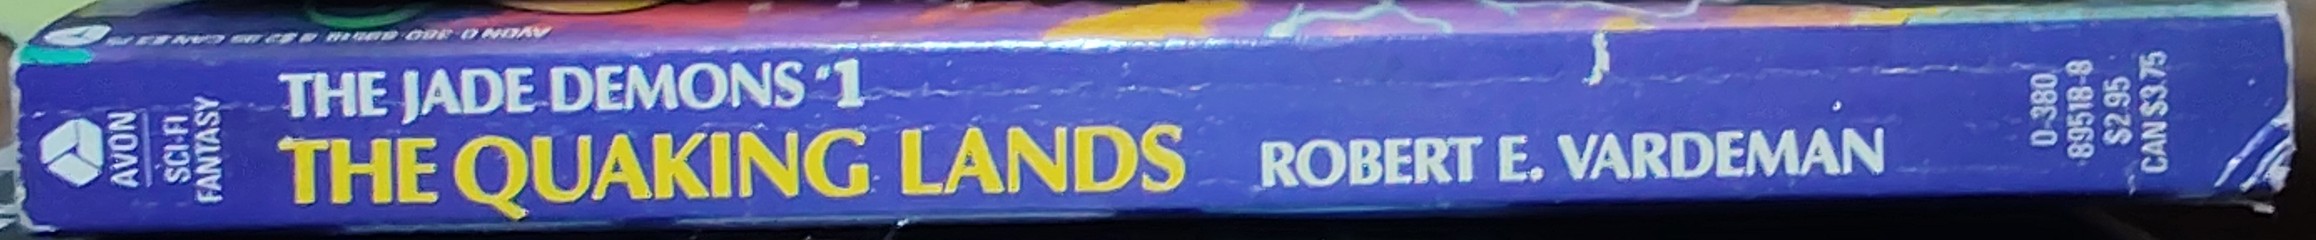 AVON
SCI-FI
FANTASY
THE JADE DEMONS #1
THE QUAKING LANDS
ROBERT E. VARDEMAN
0-380
-89518-8
$2.95
CAN $3.75